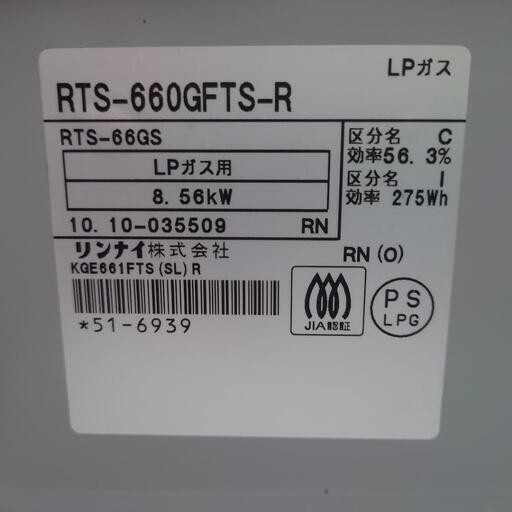 LPガス
RTS-660GFTS-R
RTS-66GS
LPガス用
8.56kW
区分名 C
効率56.3%
区分名 I
効率 275Wh
10.10-035509 RN
リンナイ株式会社
RN(O)
KGE661FTS(SL)R
*51-6939
JIA認証
PS
LPG